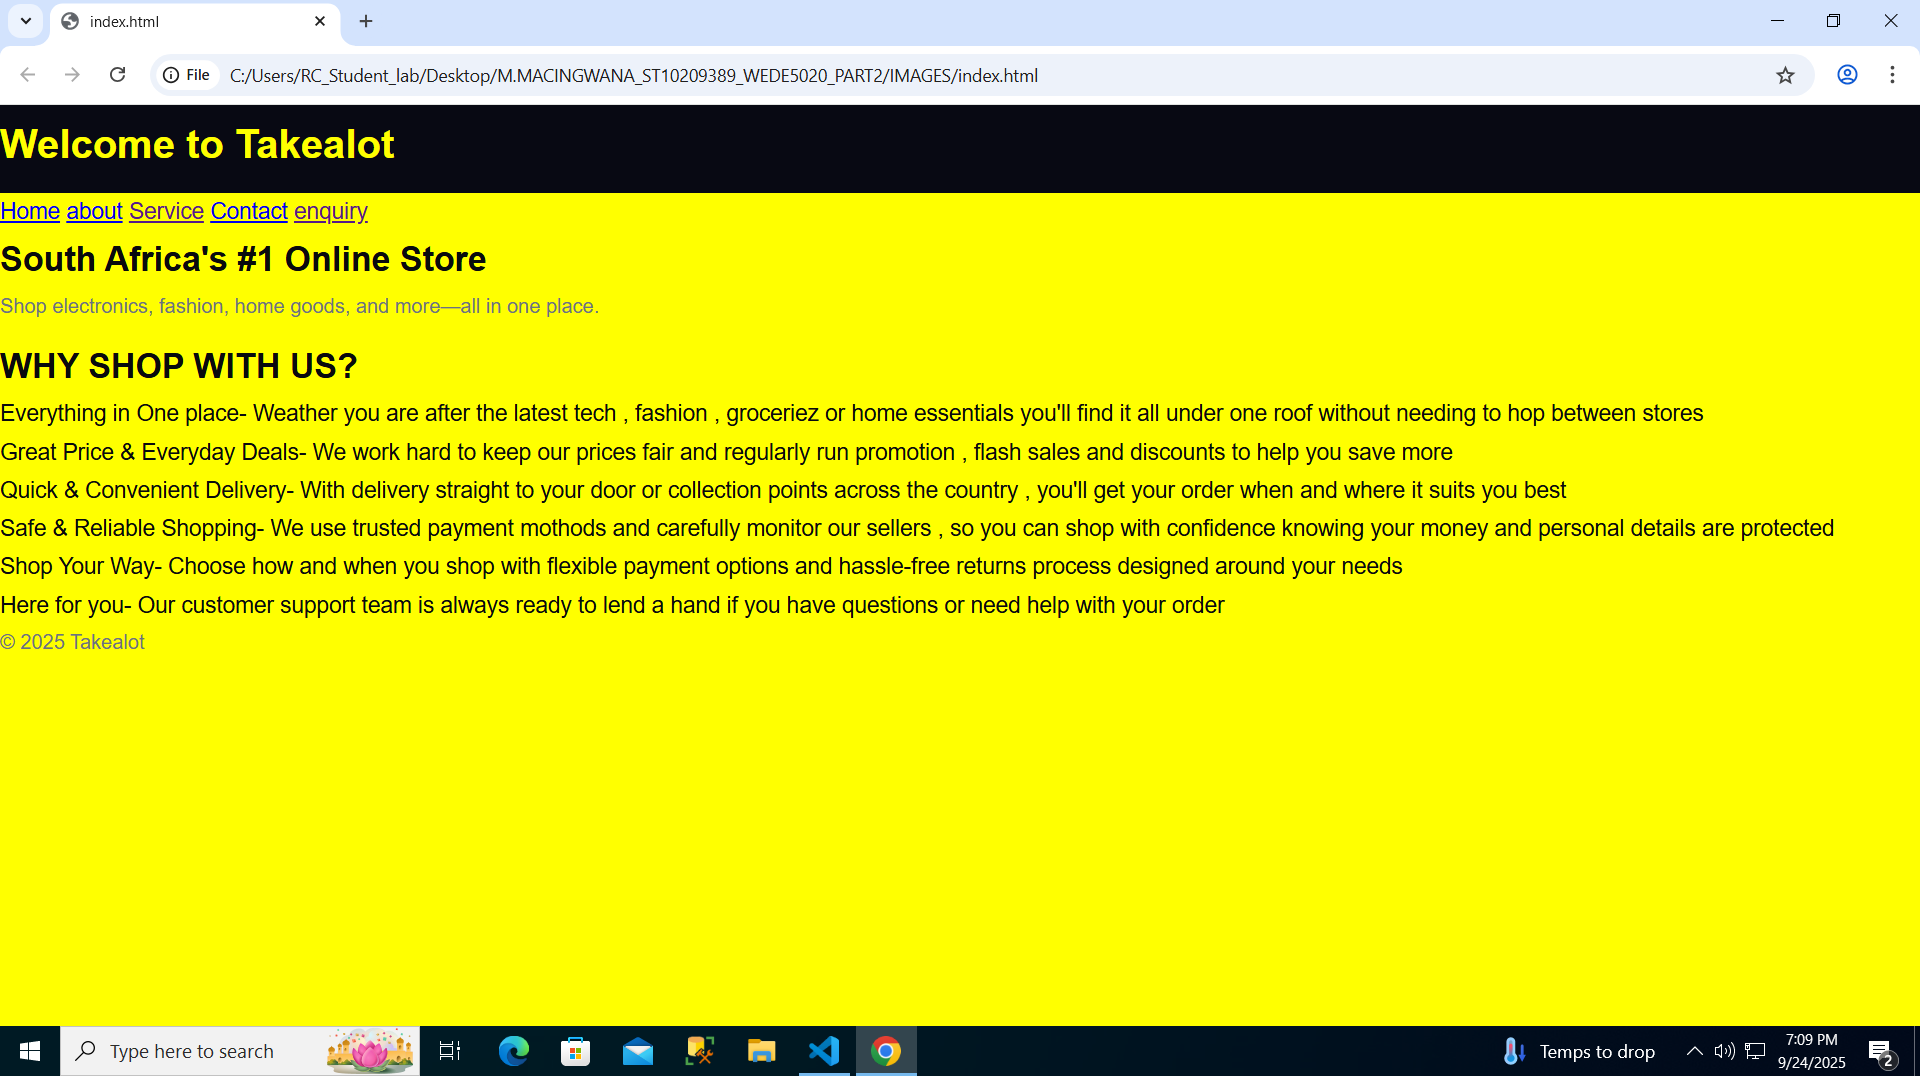 index.html
File
C:/Users/RC_Student_lab/Desktop/M.MACINGWANA_ST10209389_WEDE5020_PART2/IMAGES/index.html
Welcome to Takealot
Home about Service Contact enquiry
South Africa's #1 Online Store
Shop electronics, fashion, home goods, and more—all in one place.
WHY SHOP WITH US?
Everything in One place- Weather you are after the latest tech , fashion , groceriez or home essentials you'll find it all under one roof without needing to hop between stores
Great Price & Everyday Deals- We work hard to keep our prices fair and regularly run promotion , flash sales and discounts to help you save more
Quick & Convenient Delivery- With delivery straight to your door or collection points across the country , you'll get your order when and where it suits you best
Safe & Reliable Shopping- We use trusted payment mothods and carefully monitor our sellers , so you can shop with confidence knowing your money and personal details are protected
Shop Your Way- Choose how and when you shop with flexible payment options and hassle-free returns process designed around your needs
Here for you- Our customer support team is always ready to lend a hand if you have questions or need help with your order
© 2025 Takealot
Type here to search
Temps to drop
7:09 PM
9/24/2025
2